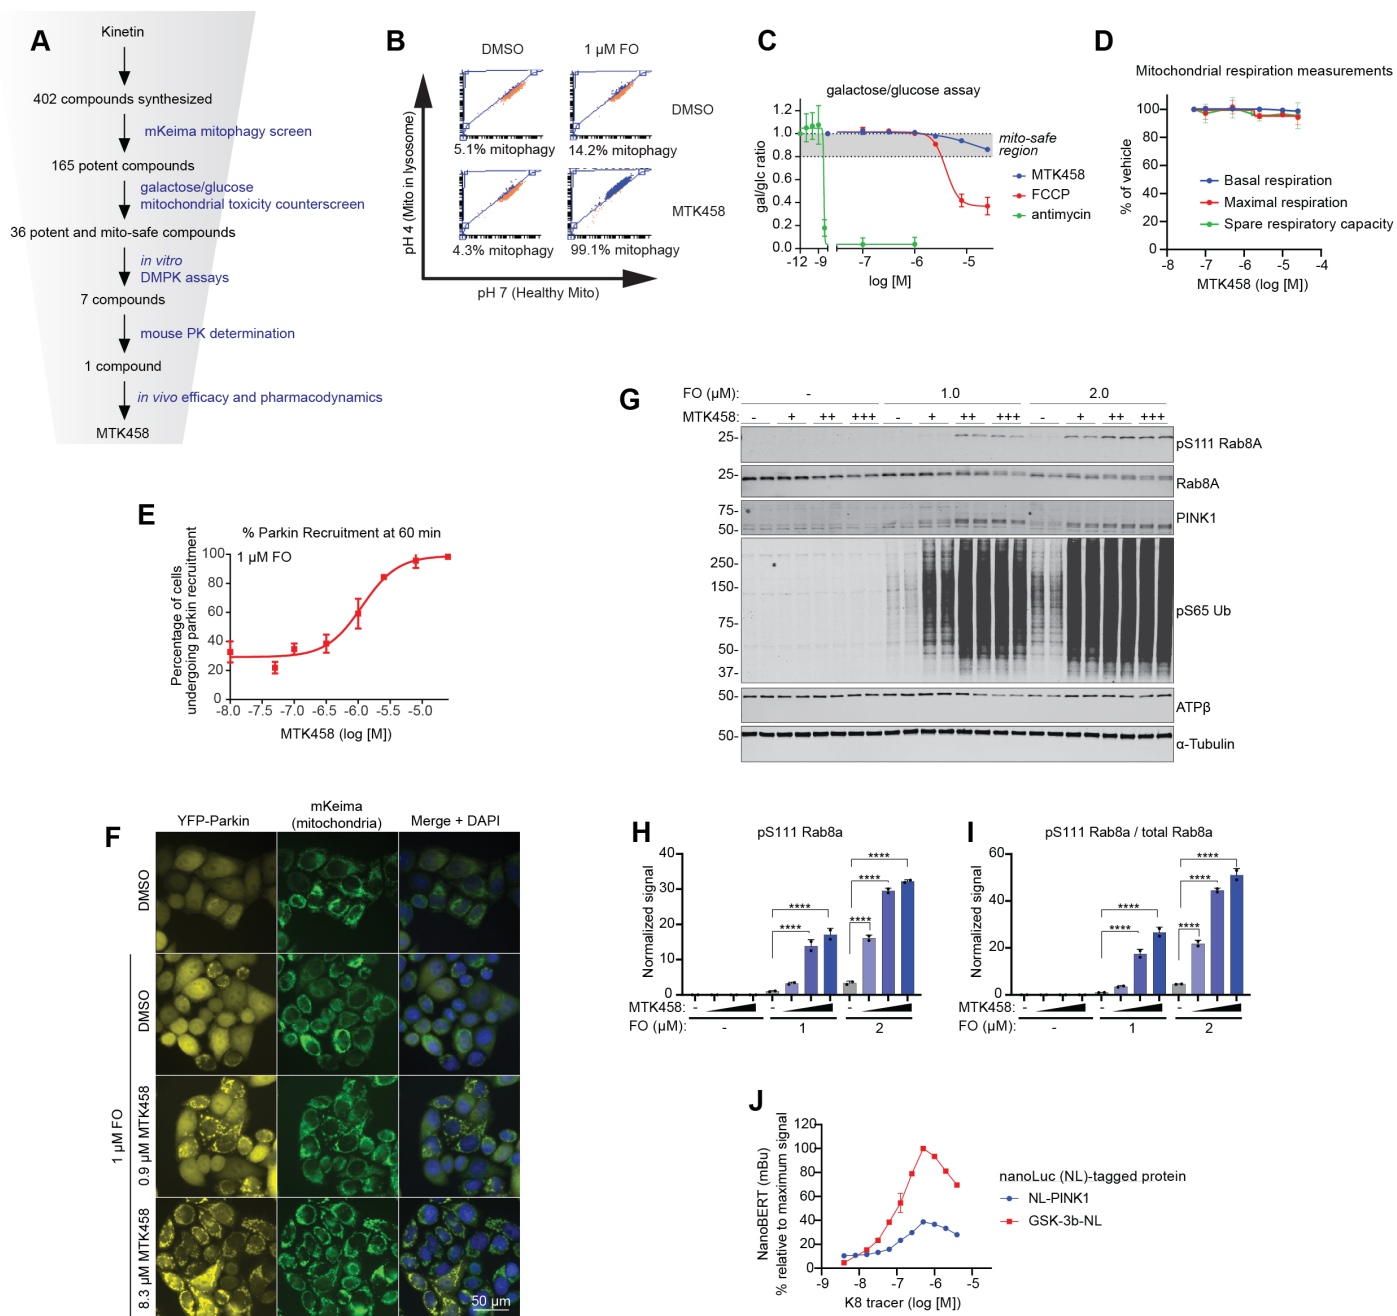 A
Kinetin
402 compounds synthesized
mKeima mitophagy screen
165 potent compounds
galactose/glucose
mitochondrial toxicity counterscreen
36 potent and mito-safe compounds
in vitro
DMPK assays
7 compounds
mouse PK determination
1 compound
in vivo efficacy and pharmacodynamics
MTK458
B
DMSO
1 µM FO
DMSO
5.1% mitophagy
14.2% mitophagy
MTK458
4.3% mitophagy
99.1% mitophagy
pH 4 (Mito in lysosome)
pH 7 (Healthy Mito)
C
galactose/glucose assay
1.2
1.0
0.8
0.6
0.4
0.2
0.0
gal/glc ratio
mito-safe
region
MTK458
FCCP
antimycin
-12 -9 -7 -6 -5
log [M]
D
Mitochondrial respiration measurements
100
80
60
40
20
0
% of vehicle
Basal respiration
Maximal respiration
Spare respiratory capacity
-8 -7 -6 -5 -4
MTK458 (log [M])
E
% Parkin Recruitment at 60 min
1 µM FO
100
80
60
40
20
0
Percentage of cells
undergoing parkin recruitment
-8.0 -7.5 -7.0 -6.5 -6.0 -5.5 -5.0
MTK458 (log [M])
F
YFP-Parkin
mKeima
(mitochondria)
Merge + DAPI
DMSO
DMSO
0.9 µM MTK458
8.3 µM MTK458
1 µM FO
50 µm
G
FO (µM): - 1.0 2.0
MTK458: - + ++ +++ - + ++ +++ - + ++ +++
25-
pS111 Rab8A
25-
Rab8A
75-
50-
PINK1
250-
150-
75-
50-
37-
pS65 Ub
50-
ATPβ
50-
α-Tubulin
H
pS111 Rab8a
40
30
20
10
0
Normalized signal
**** **** **** **** ****
MTK458: - - -
FO (µM): - 1 2
I
pS111 Rab8a / total Rab8a
60
40
20
0
Normalized signal
**** **** **** **** ****
MTK458: - - -
FO (µM): - 1 2
J
120
100
80
60
40
20
0
NanoBERT (mBu)
% relative to maximum signal
nanoLuc (NL)-tagged protein
NL-PINK1
GSK-3b-NL
-9 -8 -7 -6 -5
K8 tracer (log [M])